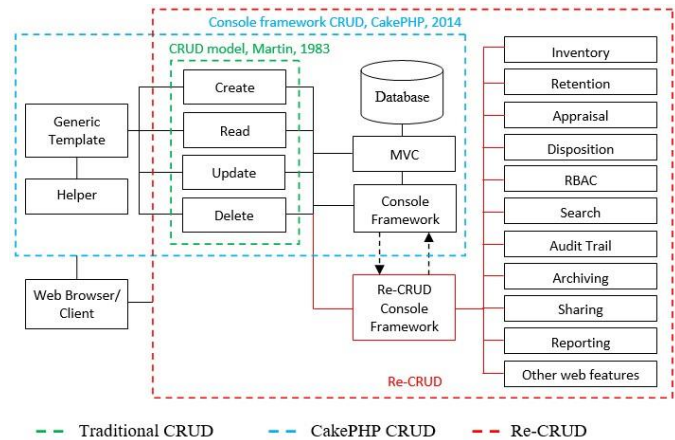 Console framework CRUD, CakePHP, 2014
CRUD model, Martin, 1983
Create
Read
Update
Delete
Generic
Template
Helper
Web Browser/
Client
Database
MVC
Console
Framework
Re-CRUD
Console
Framework
Inventory
Retention
Appraisal
Disposition
RBAC
Search
Audit Trail
Archiving
Sharing
Reporting
Other web features
Re-CRUD
Traditional CRUD
CakePHP CRUD
Re-CRUD